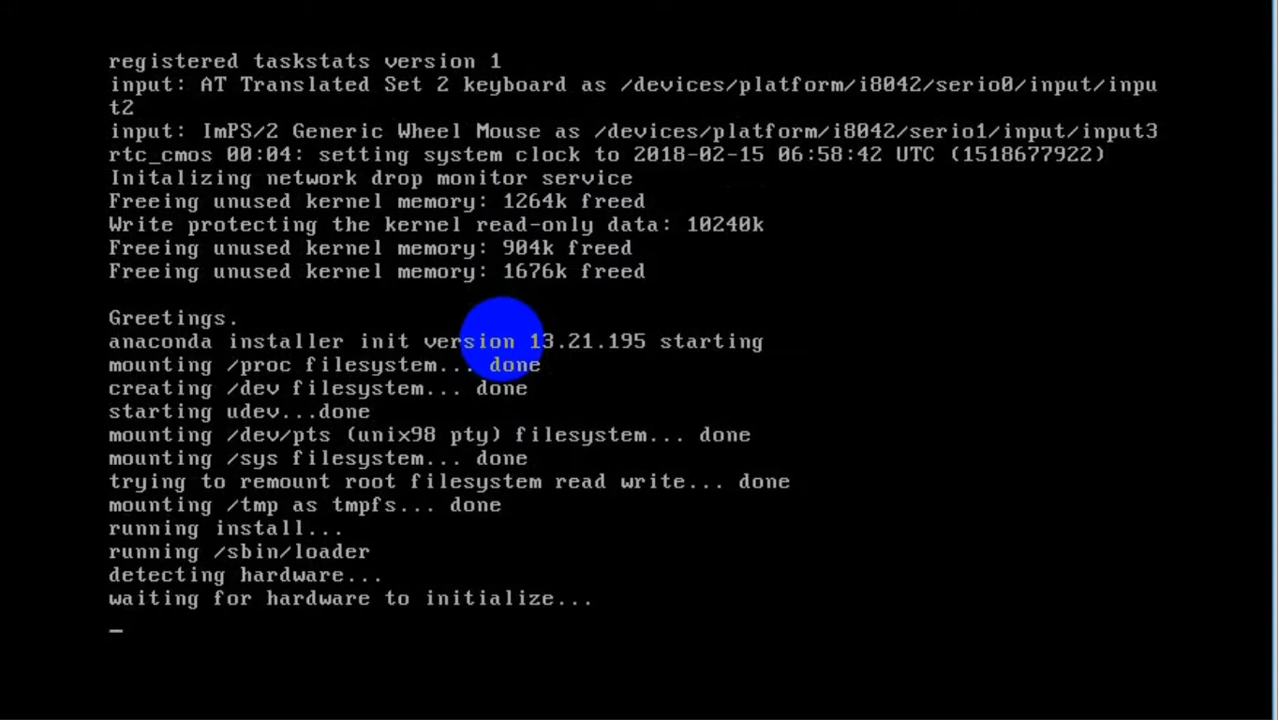 registered taskstats version 1
input: AT Translated Set 2 keyboard as /devices/platform/i8042/serio0/input/inpu
t2
input: ImPS/2 Generic Wheel Mouse as /devices/platform/i8042/serio1/input/input3
rtc_cmos 00:04: setting system clock to 2018-02-15 06:58:42 UTC (1518677922)
Initalizing network drop monitor service
Freeing unused kernel memory: 1264k freed
Write protecting the kernel read-only data: 10240k
Freeing unused kernel memory: 904k freed
Freeing unused kernel memory: 1676k freed
Greetings.
anaconda installer init version 13.21.195 starting
mounting /proc filesystem... done
creating /dev filesystem... done
starting udev...done
mounting /dev/pts (unix98 pty) filesystem... done
mounting /sys filesystem... done
trying to remount root filesystem read write... done
mounting /tmp as tmpfs... done
running install...
running /sbin/loader
detecting hardware...
waiting for hardware to initialize...
_